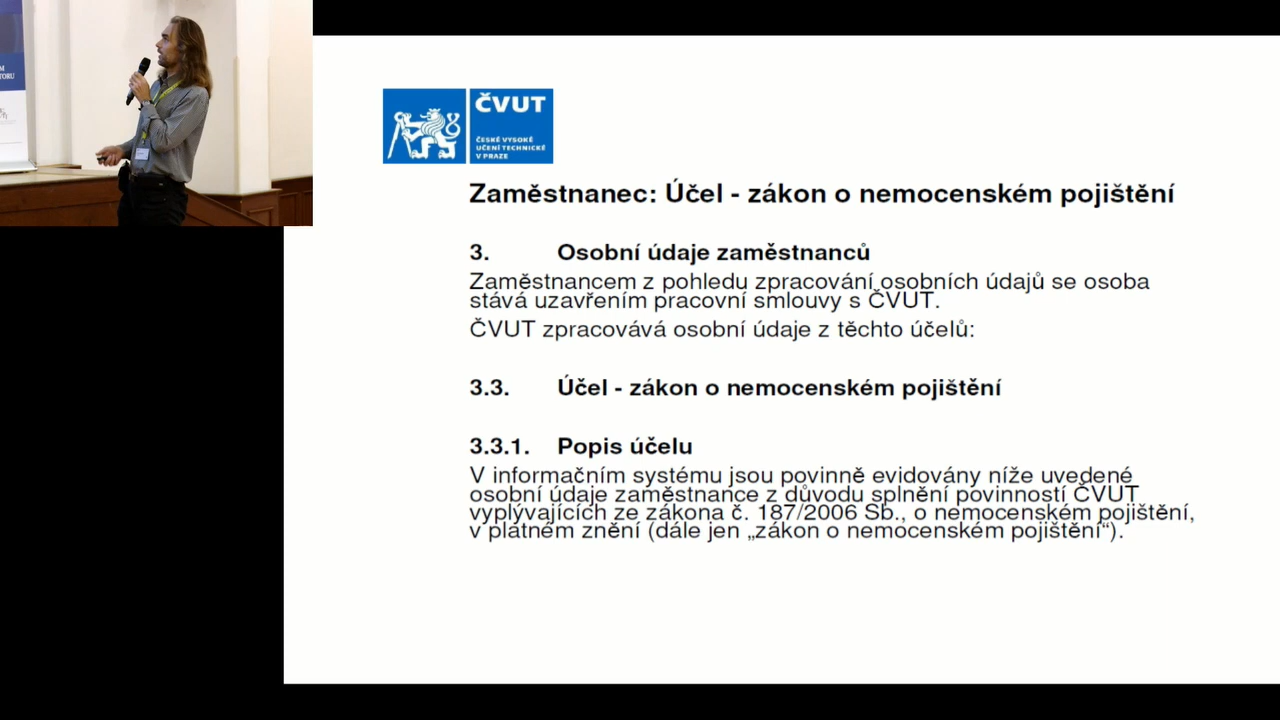 M
TORU
ČVUT
ČESKÉ VYSOKÉ
UČENÍ TECHNICKÉ
V PRAZE
Zaměstnanec: Účel - zákon o nemocenském pojištění
3. Osobní údaje zaměstnanců
Zaměstnancem z pohledu zpracování osobních údajů se osoba
stává uzavřením pracovní smlouvy s ČVUT.
ČVUT zpracovává osobní údaje z těchto účelů:
3.3. Účel - zákon o nemocenském pojištění
3.3.1. Popis účelu
V informačním systému jsou povinně evidovány níže uvedené
osobní údaje zaměstnance z důvodu splnění povinností ČVUT
vyplývajících ze zákona č. 187/2006 Sb., o nemocenském pojištění,
v platném znění (dále jen „zákon o nemocenském pojištění“).